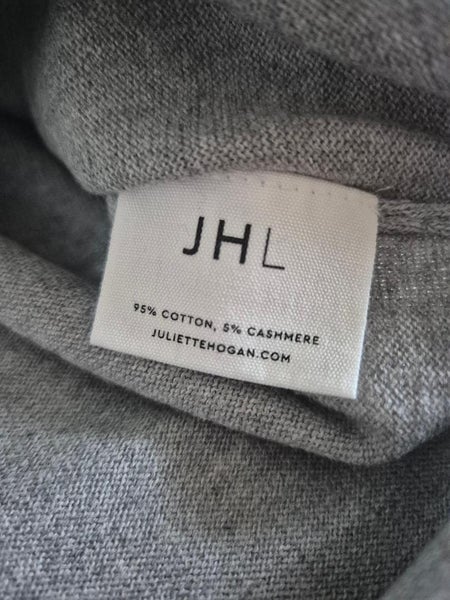 JHL
95% COTTON, 5% CASHMERE
JULIETTEHOGAN.COM